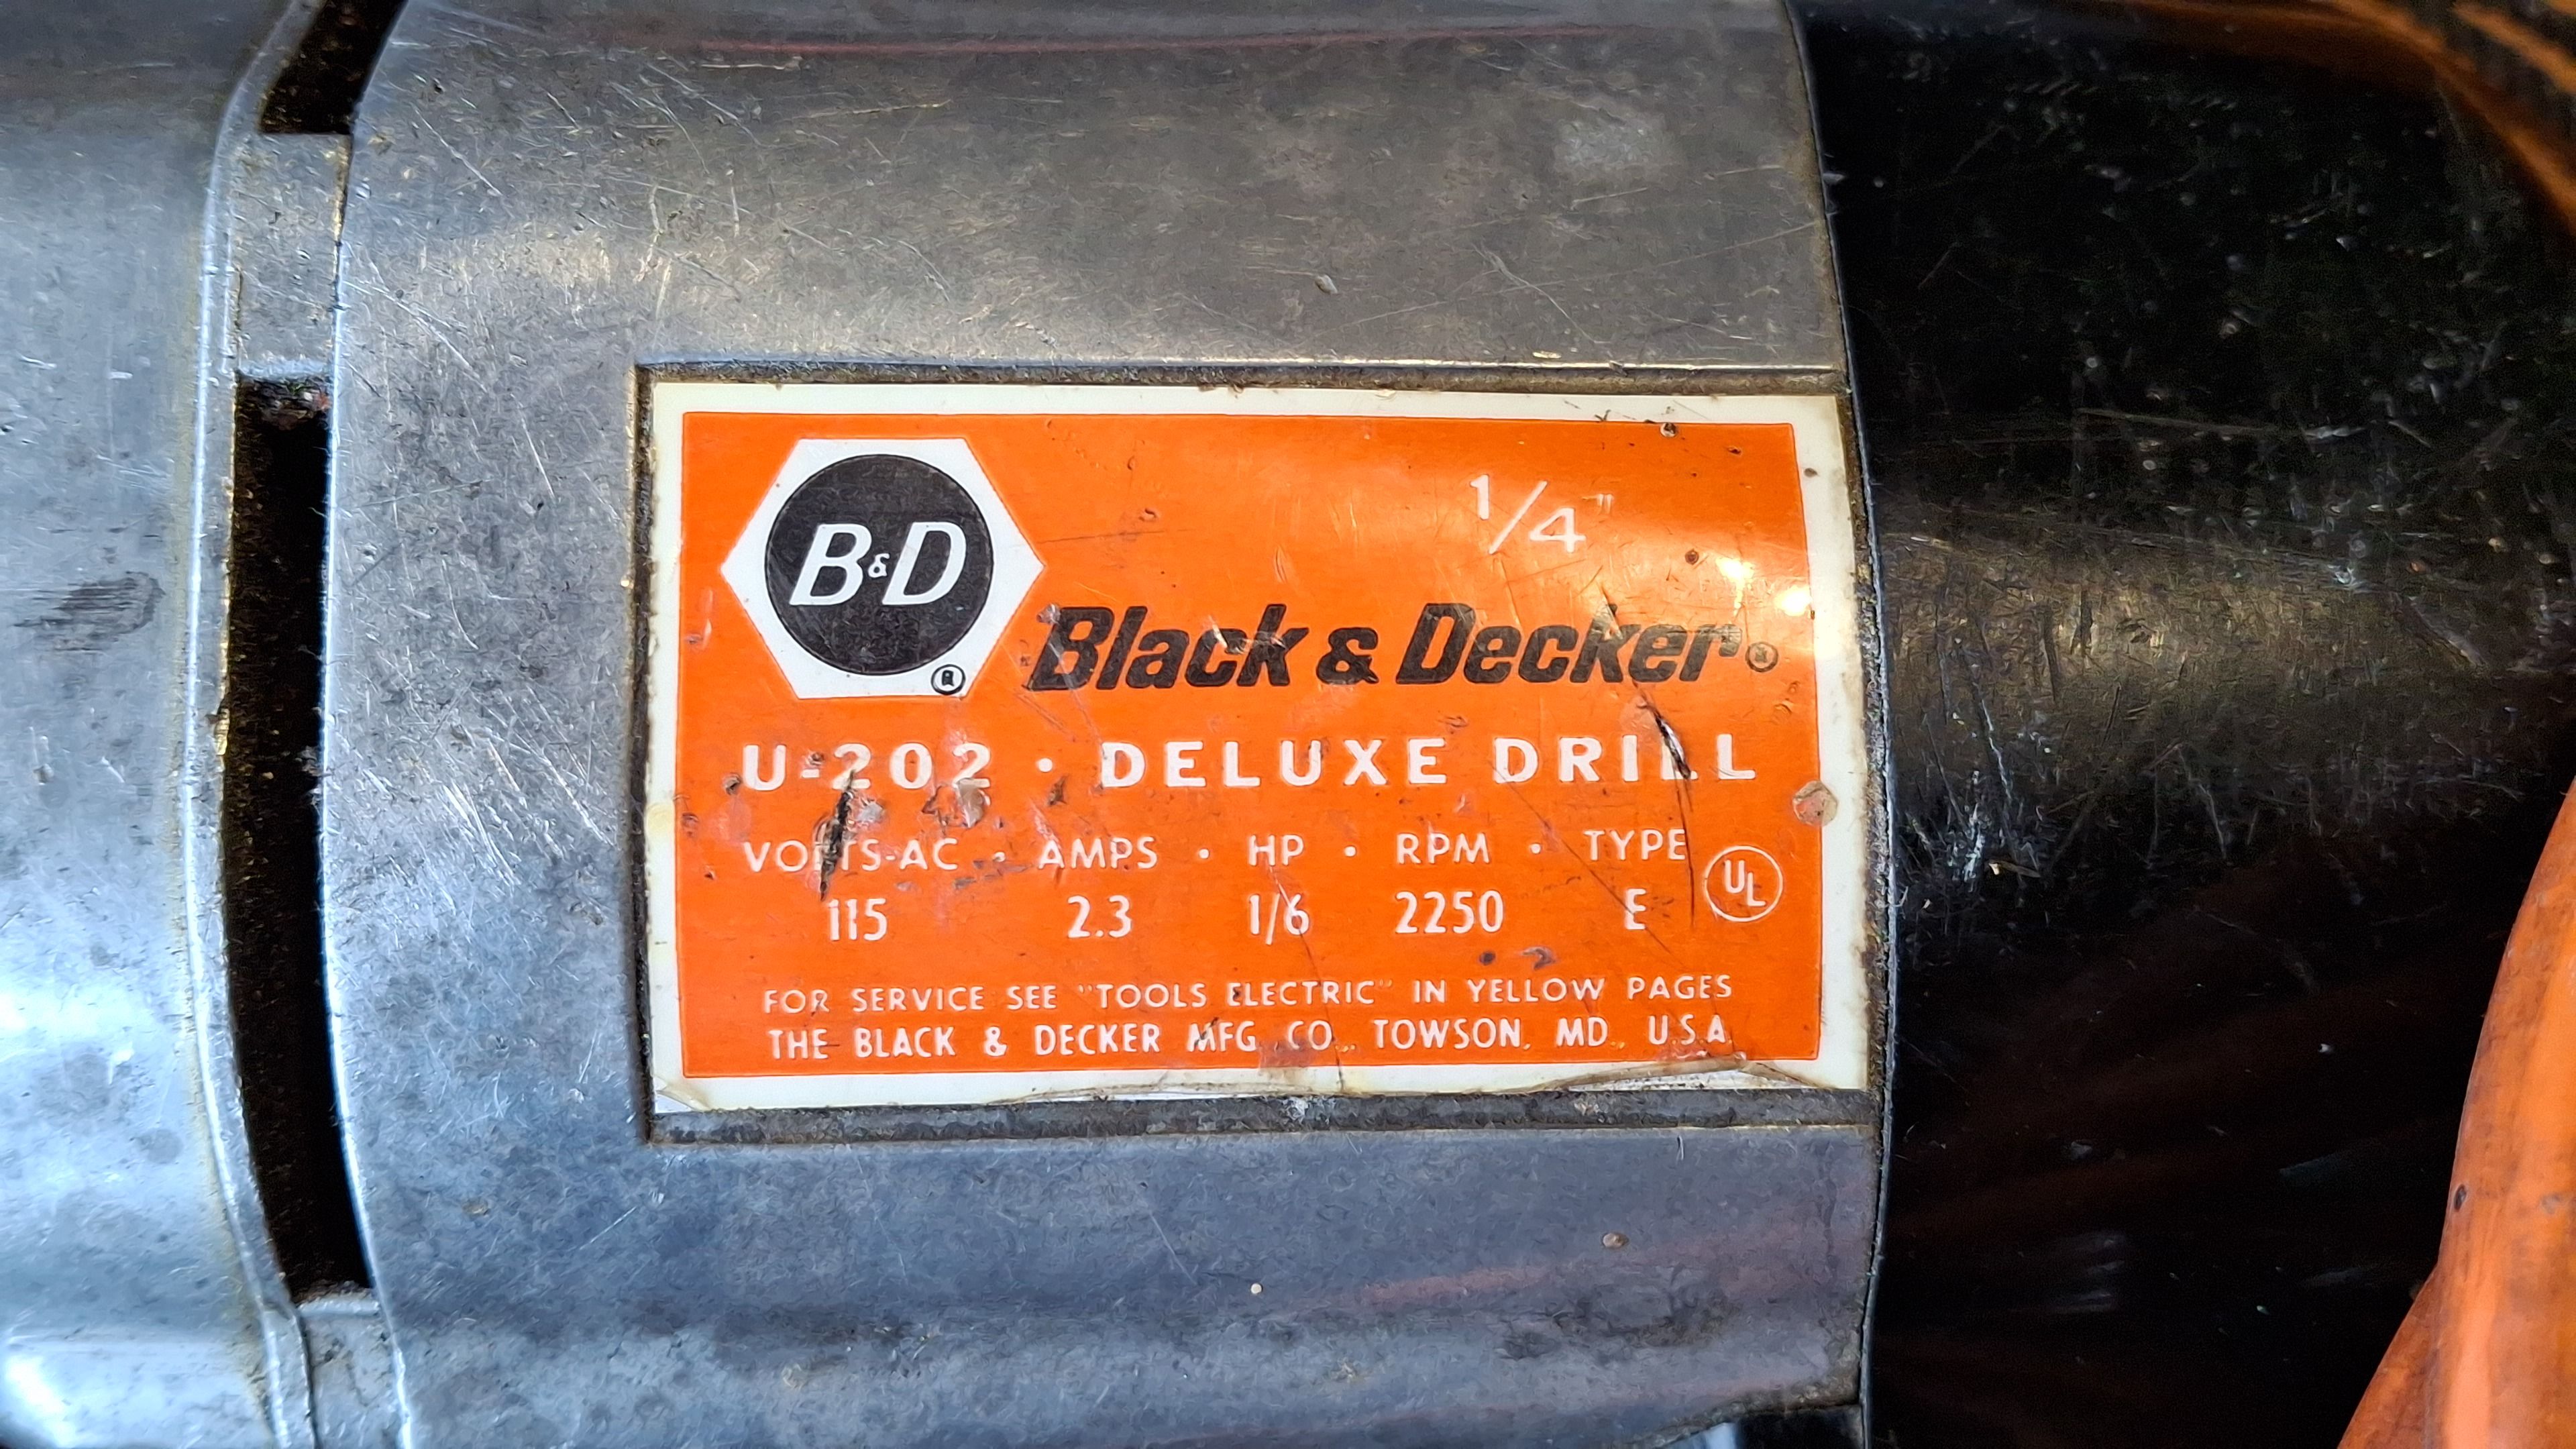 1/4"
B&D
®
Black & Decker®
U-202 • DELUXE DRILL
VOLTS-AC • AMPS • HP • RPM • TYPE
115 2.3 1/6 2250 E
UL
FOR SERVICE SEE "TOOLS ELECTRIC" IN YELLOW PAGES
THE BLACK & DECKER MFG. CO., TOWSON, MD., U.S.A.